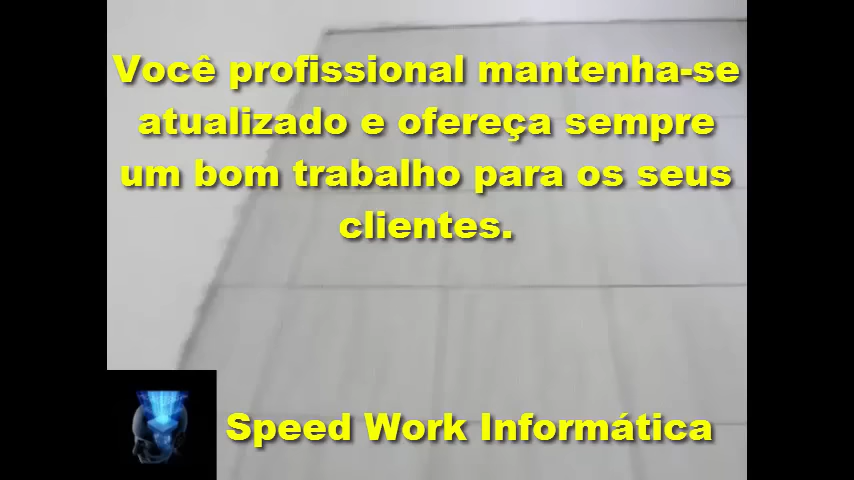 Você profissional mantenha-se
atualizado e ofereça sempre
um bom trabalho para os seus
clientes.
Speed Work Informática